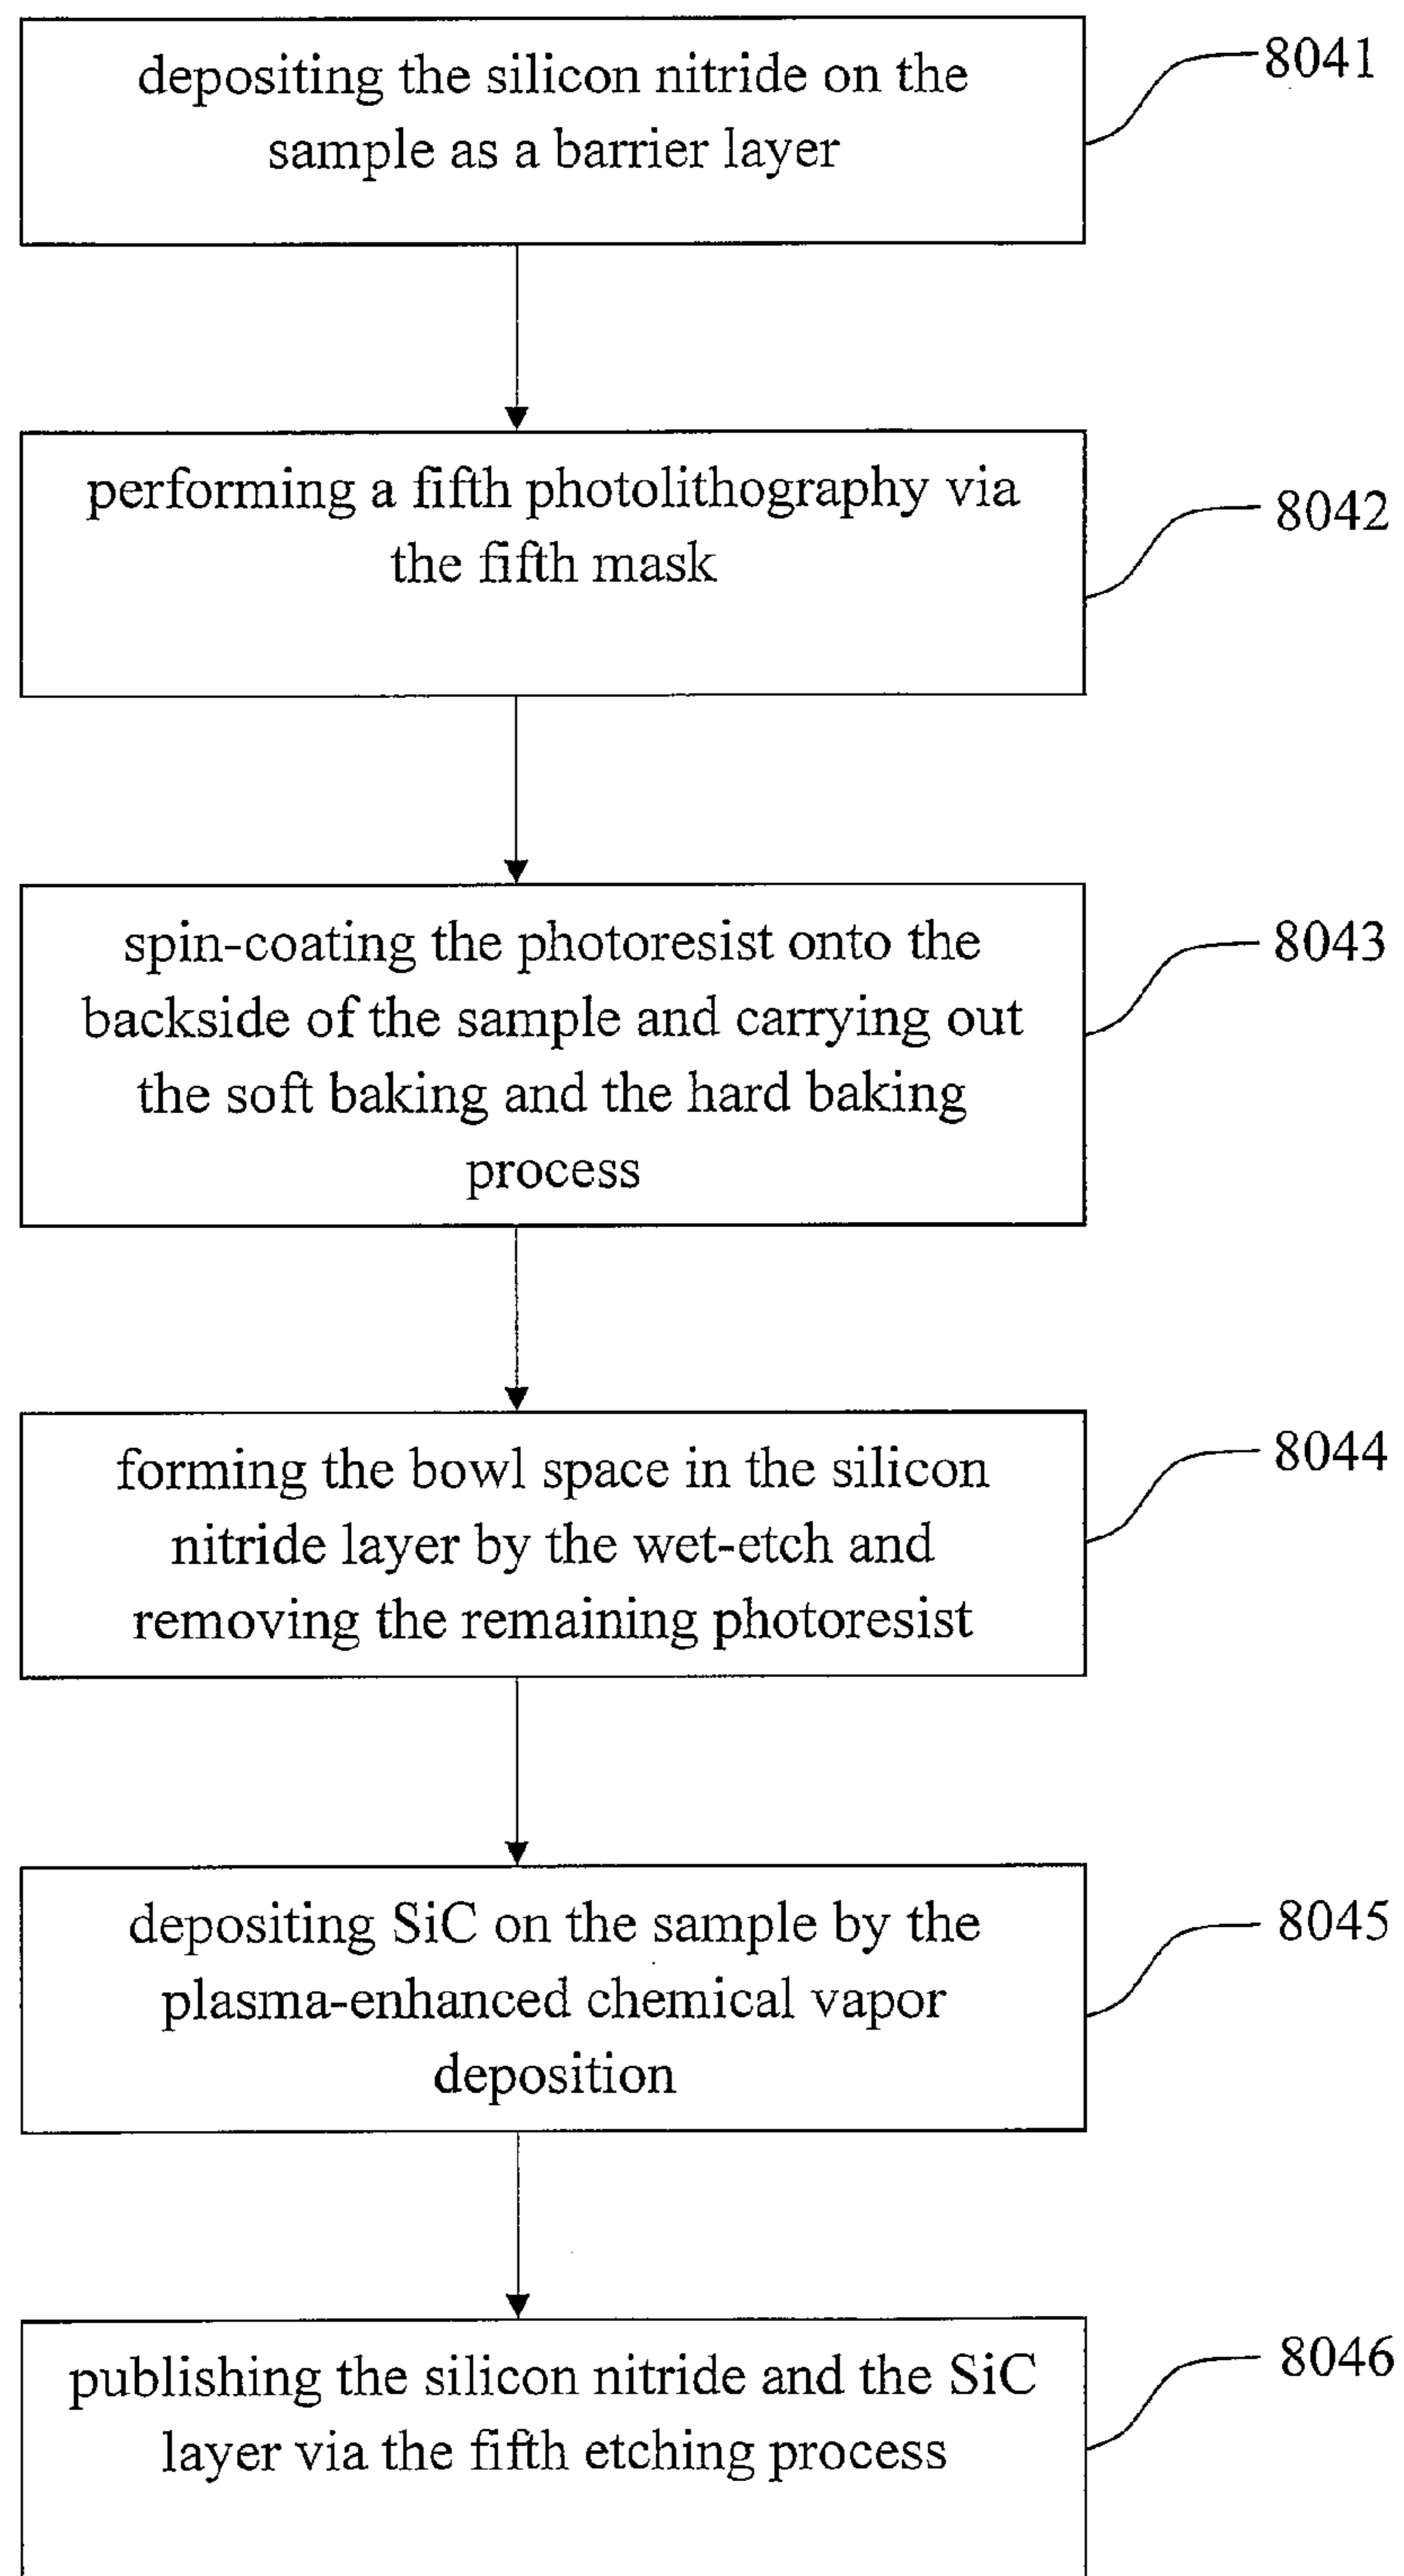 depositing the silicon nitride on the
sample as a barrier layer
8041
performing a fifth photolithography via
the fifth mask
8042
spin-coating the photoresist onto the
backside of the sample and carrying out
the soft baking and the hard baking
process
8043
forming the bowl space in the silicon
nitride layer by the wet-etch and
removing the remaining photoresist
8044
depositing SiC on the sample by the
plasma-enhanced chemical vapor
deposition
8045
publishing the silicon nitride and the SiC
layer via the fifth etching process
8046